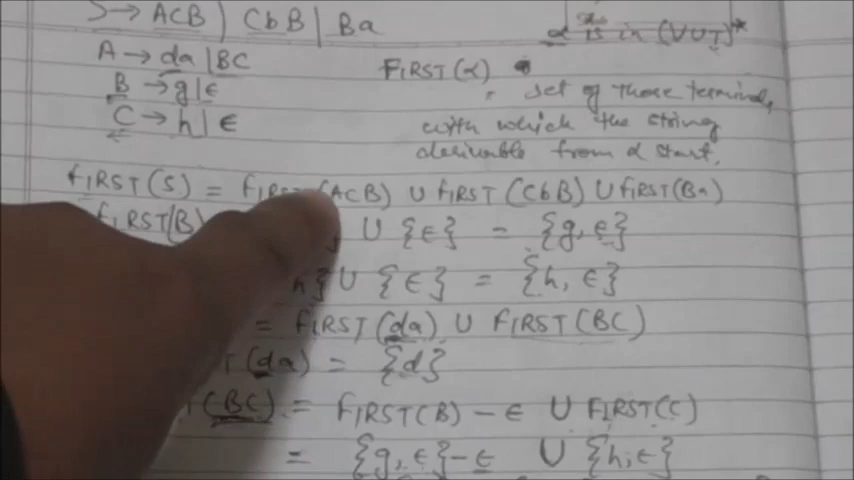 S → ACB | CbB | Ba
A → da | BC
B → g | ε
C → h | ε
α is in (VUT)*
FIRST(α)
set of those terminals
with which the string
derivable from α start.
FIRST(S) = FIRST(ACB) U FIRST(CbB) U FIRST(Ba)
FIRST(B) U {ε} = {g, ε}
h} U {ε} = {h, ε}
= FIRST(da) U FIRST(BC)
T(da) = {d}
T(BC) = FIRST(B) - ε U FIRST(C)
= {g, ε} - ε U {h, ε}